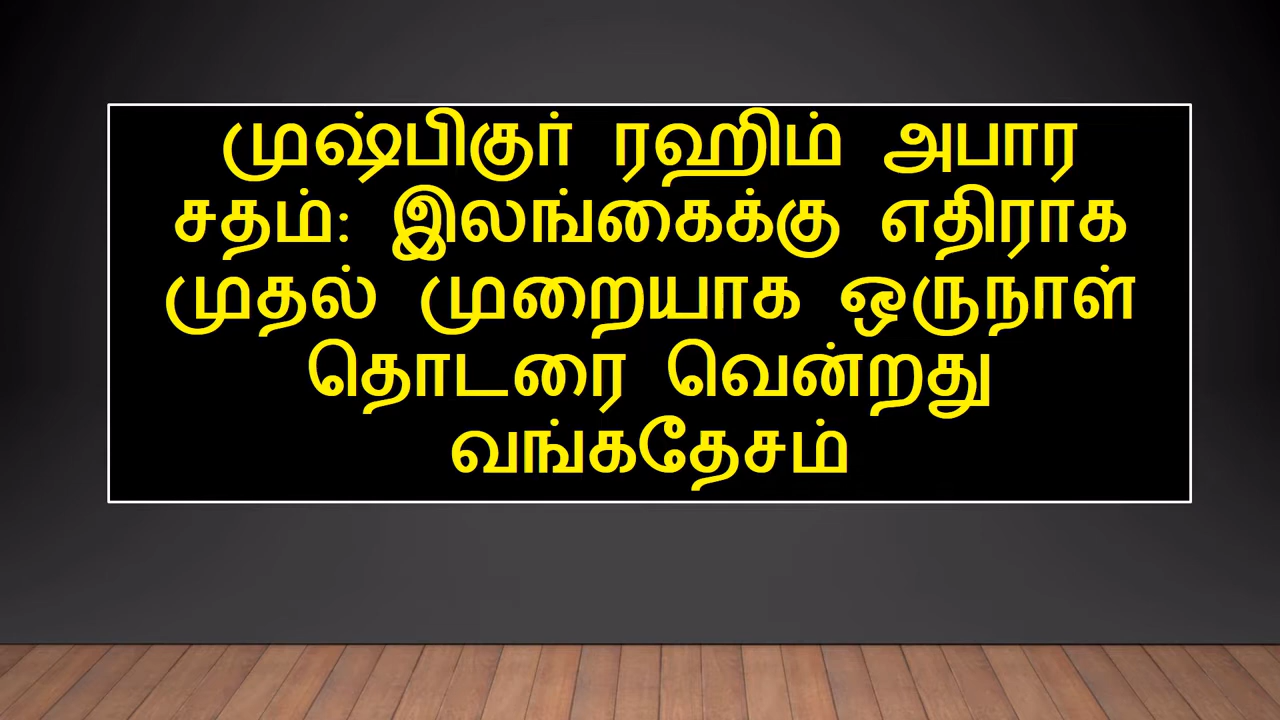 முஷ்பிகுர் ரஹிம் அபார
சதம்: இலங்கைக்கு எதிராக
முதல் முறையாக ஒருநாள்
தொடரை வென்றது
வங்கதேசம்